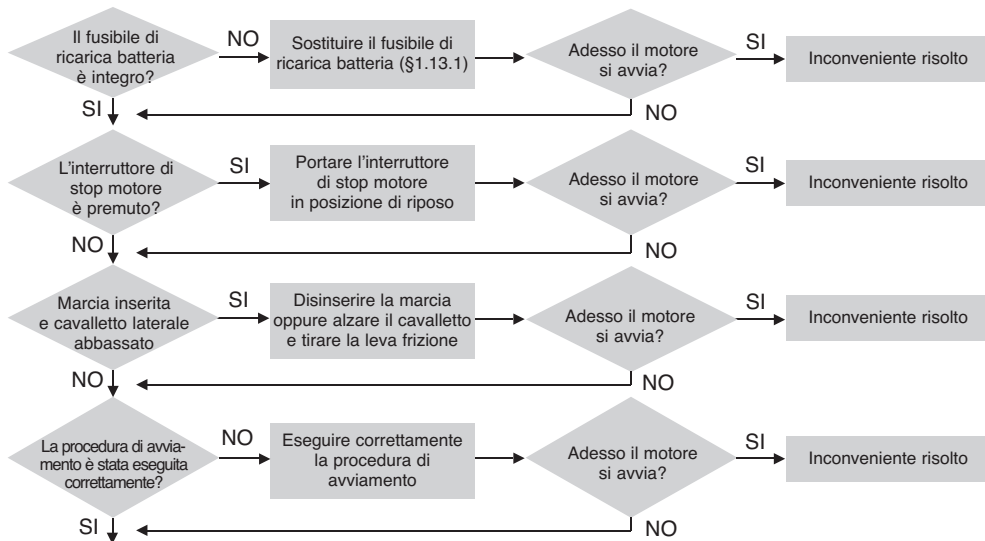 Il fusibile di
ricarica batteria
è integro?
NO
Sostituire il fusibile di
ricarica batteria (§1.13.1)
Adesso il motore
si avvia?
SI
Inconveniente risolto
SI
NO
L'interruttore di
stop motore
è premuto?
SI
Portare l'interruttore
di stop motore
in posizione di riposo
Adesso il motore
si avvia?
SI
Inconveniente risolto
NO
NO
Marcia inserita
e cavalletto laterale
abbassato
SI
Disinserire la marcia
oppure alzare il cavalletto
e tirare la leva frizione
Adesso il motore
si avvia?
SI
Inconveniente risolto
NO
NO
La procedura di avvia-
mento è stata eseguita
correttamente?
NO
Eseguire correttamente
la procedura di
avviamento
Adesso il motore
si avvia?
SI
Inconveniente risolto
SI
NO